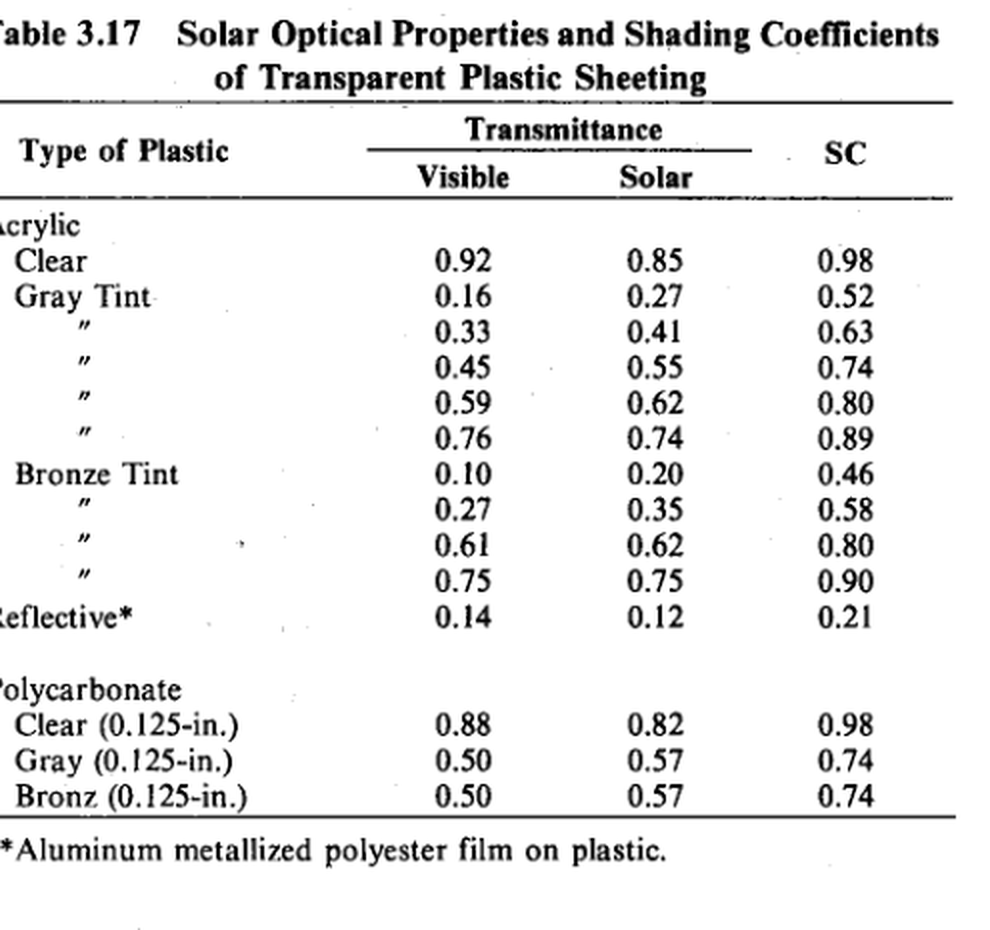 able 3.17 Solar Optical Properties and Shading Coefficients
of Transparent Plastic Sheeting
Transmittance
Type of Plastic SC
Visible Solar
crylic
Clear 0.92 0.85 0.98
Gray Tint 0.16 0.27 0.52
" 0.33 0.41 0.63
" 0.45 0.55 0.74
" 0.59 0.62 0.80
" 0.76 0.74 0.89
Bronze Tint 0.10 0.20 0.46
" 0.27 0.35 0.58
" 0.61 0.62 0.80
" 0.75 0.75 0.90
eflective* 0.14 0.12 0.21
olycarbonate
Clear (0.125-in.) 0.88 0.82 0.98
Gray (0.125-in.) 0.50 0.57 0.74
Bronz (0.125-in.) 0.50 0.57 0.74
*Aluminum metallized polyester film on plastic.